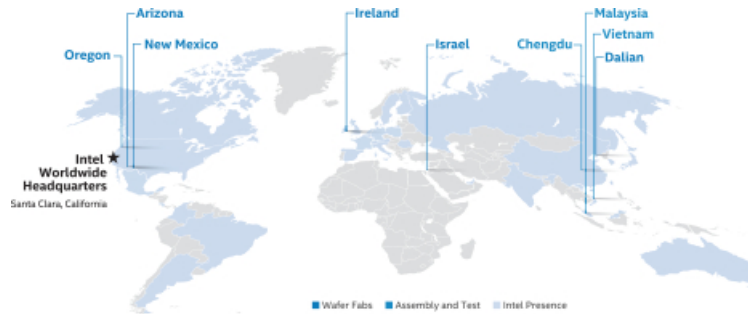 Arizona
Ireland
Malaysia
Vietnam
New Mexico
Israel
Chengdu
Oregon
Dalian
Intel
Worldwide
Headquarters
Santa Clara, California
Wafer Fabs
Assembly and Test
Intel Presence